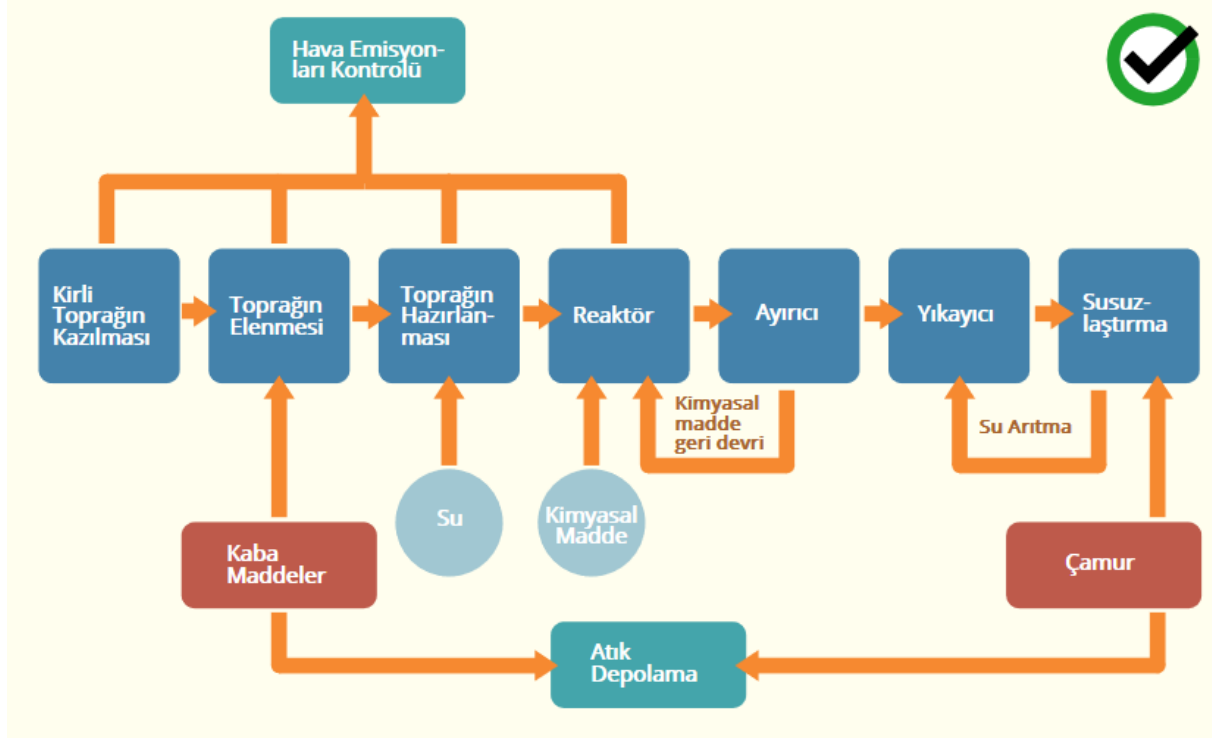 Hava Emisyon-
ları Kontrolü
Kirli
Toprağın
Kazılması
Toprağın
Elenmesi
Toprağın
Hazırlan-
ması
Reaktör
Ayırıcı
Yıkayıcı
Susuz-
laştırma
Kimyasal
madde
geri devri
Su Arıtma
Su
Kimyasal
Madde
Kaba
Maddeler
Çamur
Atık
Depolama